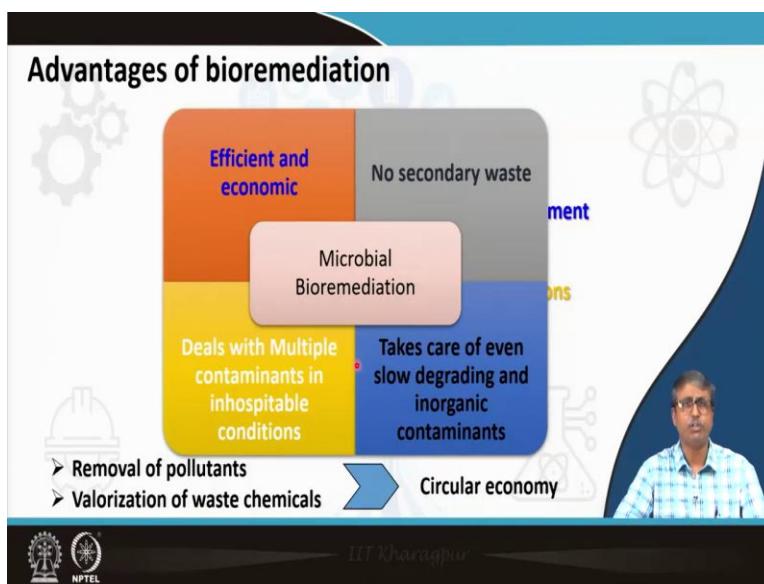 Advantages of bioremediation
Efficient and
economic
No secondary waste
ment
Microbial
Bioremediation
ons
Deals with Multiple
contaminants in
inhospitable
conditions
Takes care of even
slow degrading and
inorganic
contaminants
➢ Removal of pollutants
➢ Valorization of waste chemicals
Circular economy
IIT Kharagpur
NPTEL